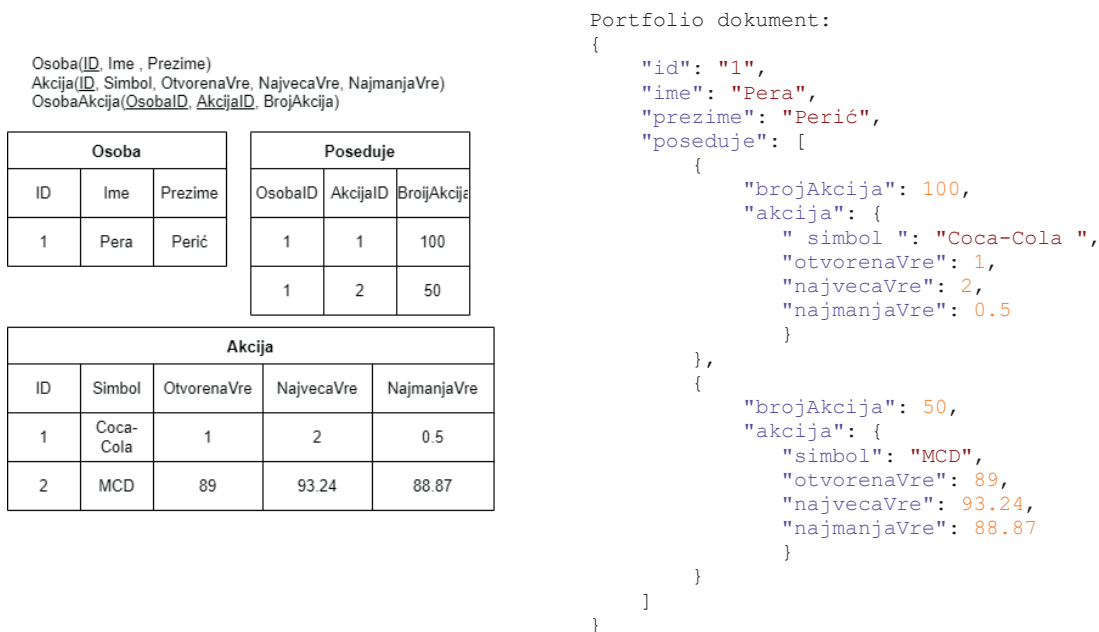 Osoba(ID, Ime , Prezime)
Akcija(ID, Simbol, OtvorenaVre, NajvecaVre, NajmanjaVre)
OsobaAkcija(OsobaID, AkcijaID, BrojAkcija)
Osoba
ID Ime Prezime
1 Pera Perić
Poseduje
OsobaID AkcijaID BroijAkcija
1 1 100
1 2 50
Akcija
ID Simbol OtvorenaVre NajvecaVre NajmanjaVre
1 Coca-
Cola 1 2 0.5
2 MCD 89 93.24 88.87
Portfolio dokument:
{
"id": "1",
"ime": "Pera",
"prezime": "Perić",
"poseduje": [
{
"brojAkcija": 100,
"akcija": {
" simbol ": "Coca-Cola ",
"otvorenaVre": 1,
"najvecaVre": 2,
"najmanjaVre": 0.5
}
},
{
"brojAkcija": 50,
"akcija": {
"simbol": "MCD",
"otvorenaVre": 89,
"najvecaVre": 93.24,
"najmanjaVre": 88.87
}
}
]
}